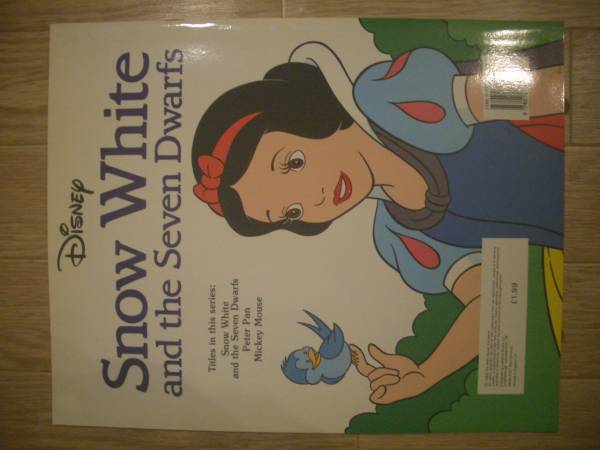 Disney
Snow White
and the Seven Dwarfs
Titles in this series:
Snow White
and the Seven Dwarfs
Peter Pan
Mickey Mouse
£1.99